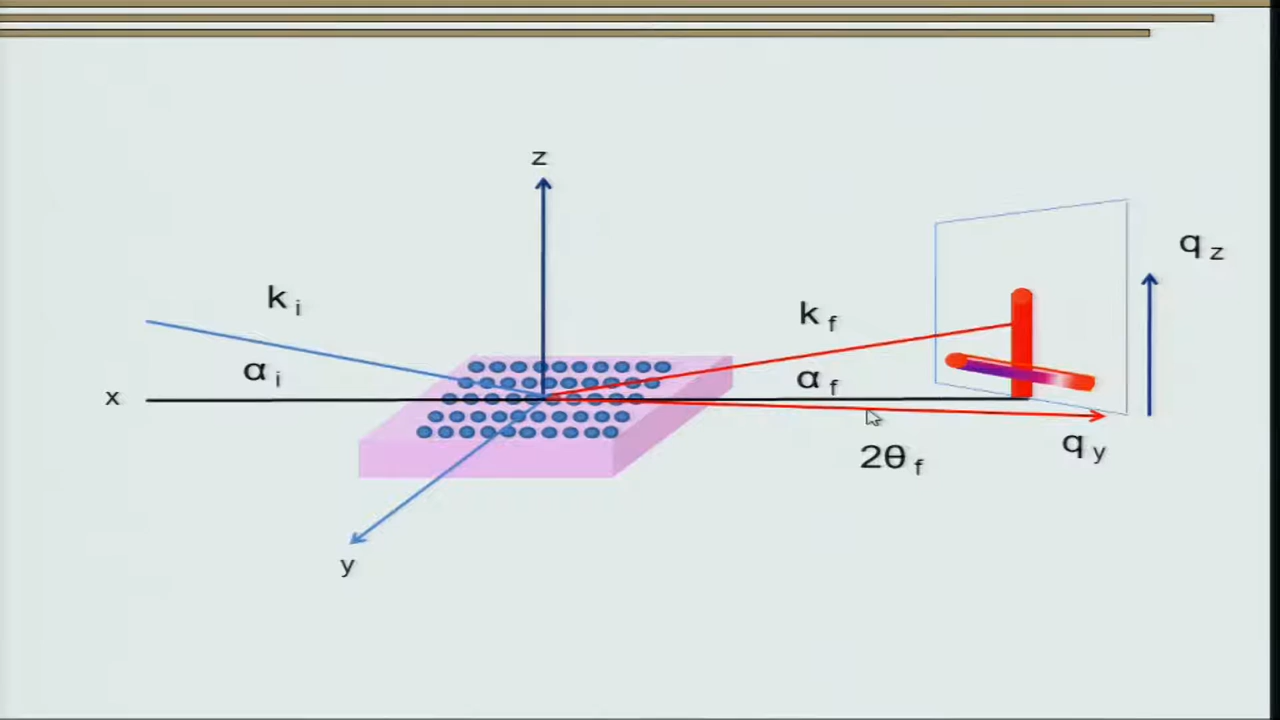 z
q z
k i
k f
α i
α f
x
q y
2θ f
y